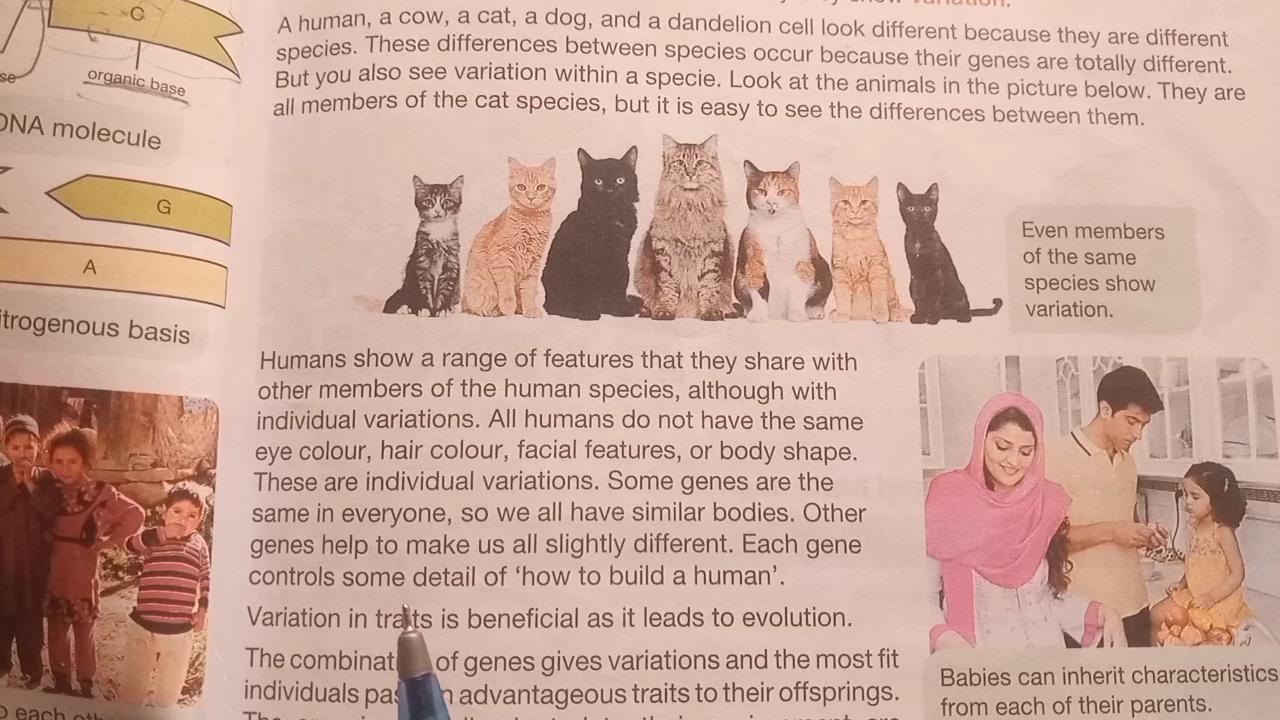 G
organic base
DNA molecule
G
A
nitrogenous basis
variation.
A human, a cow, a cat, a dog, and a dandelion cell look different because they are different
species. These differences between species occur because their genes are totally different.
But you also see variation within a specie. Look at the animals in the picture below. They are
all members of the cat species, but it is easy to see the differences between them.
Even members
of the same
species show
variation.
Humans show a range of features that they share with
other members of the human species, although with
individual variations. All humans do not have the same
eye colour, hair colour, facial features, or body shape.
These are individual variations. Some genes are the
same in everyone, so we all have similar bodies. Other
genes help to make us all slightly different. Each gene
controls some detail of ‘how to build a human’.
Variation in traits is beneficial as it leads to evolution.
The combinat of genes gives variations and the most fit
individuals pas advantageous traits to their offsprings.
Babies can inherit characteristics
from each of their parents.